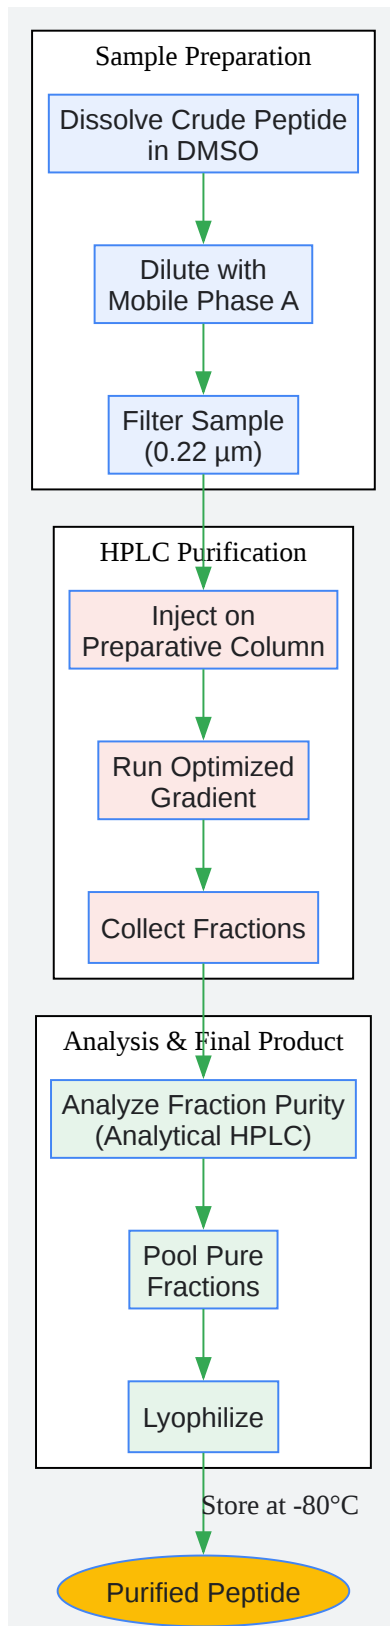 Sample Preparation
Dissolve Crude Peptide
in DMSO
Dilute with
Mobile Phase A
Filter Sample
(0.22 µm)
HPLC Purification
Inject on
Preparative Column
Run Optimized
Gradient
Collect Fractions
Analysis & Final Product
Analyze Fraction Purity
(Analytical HPLC)
Pool Pure
Fractions
Lyophilize
Store at -80°C
Purified Peptide